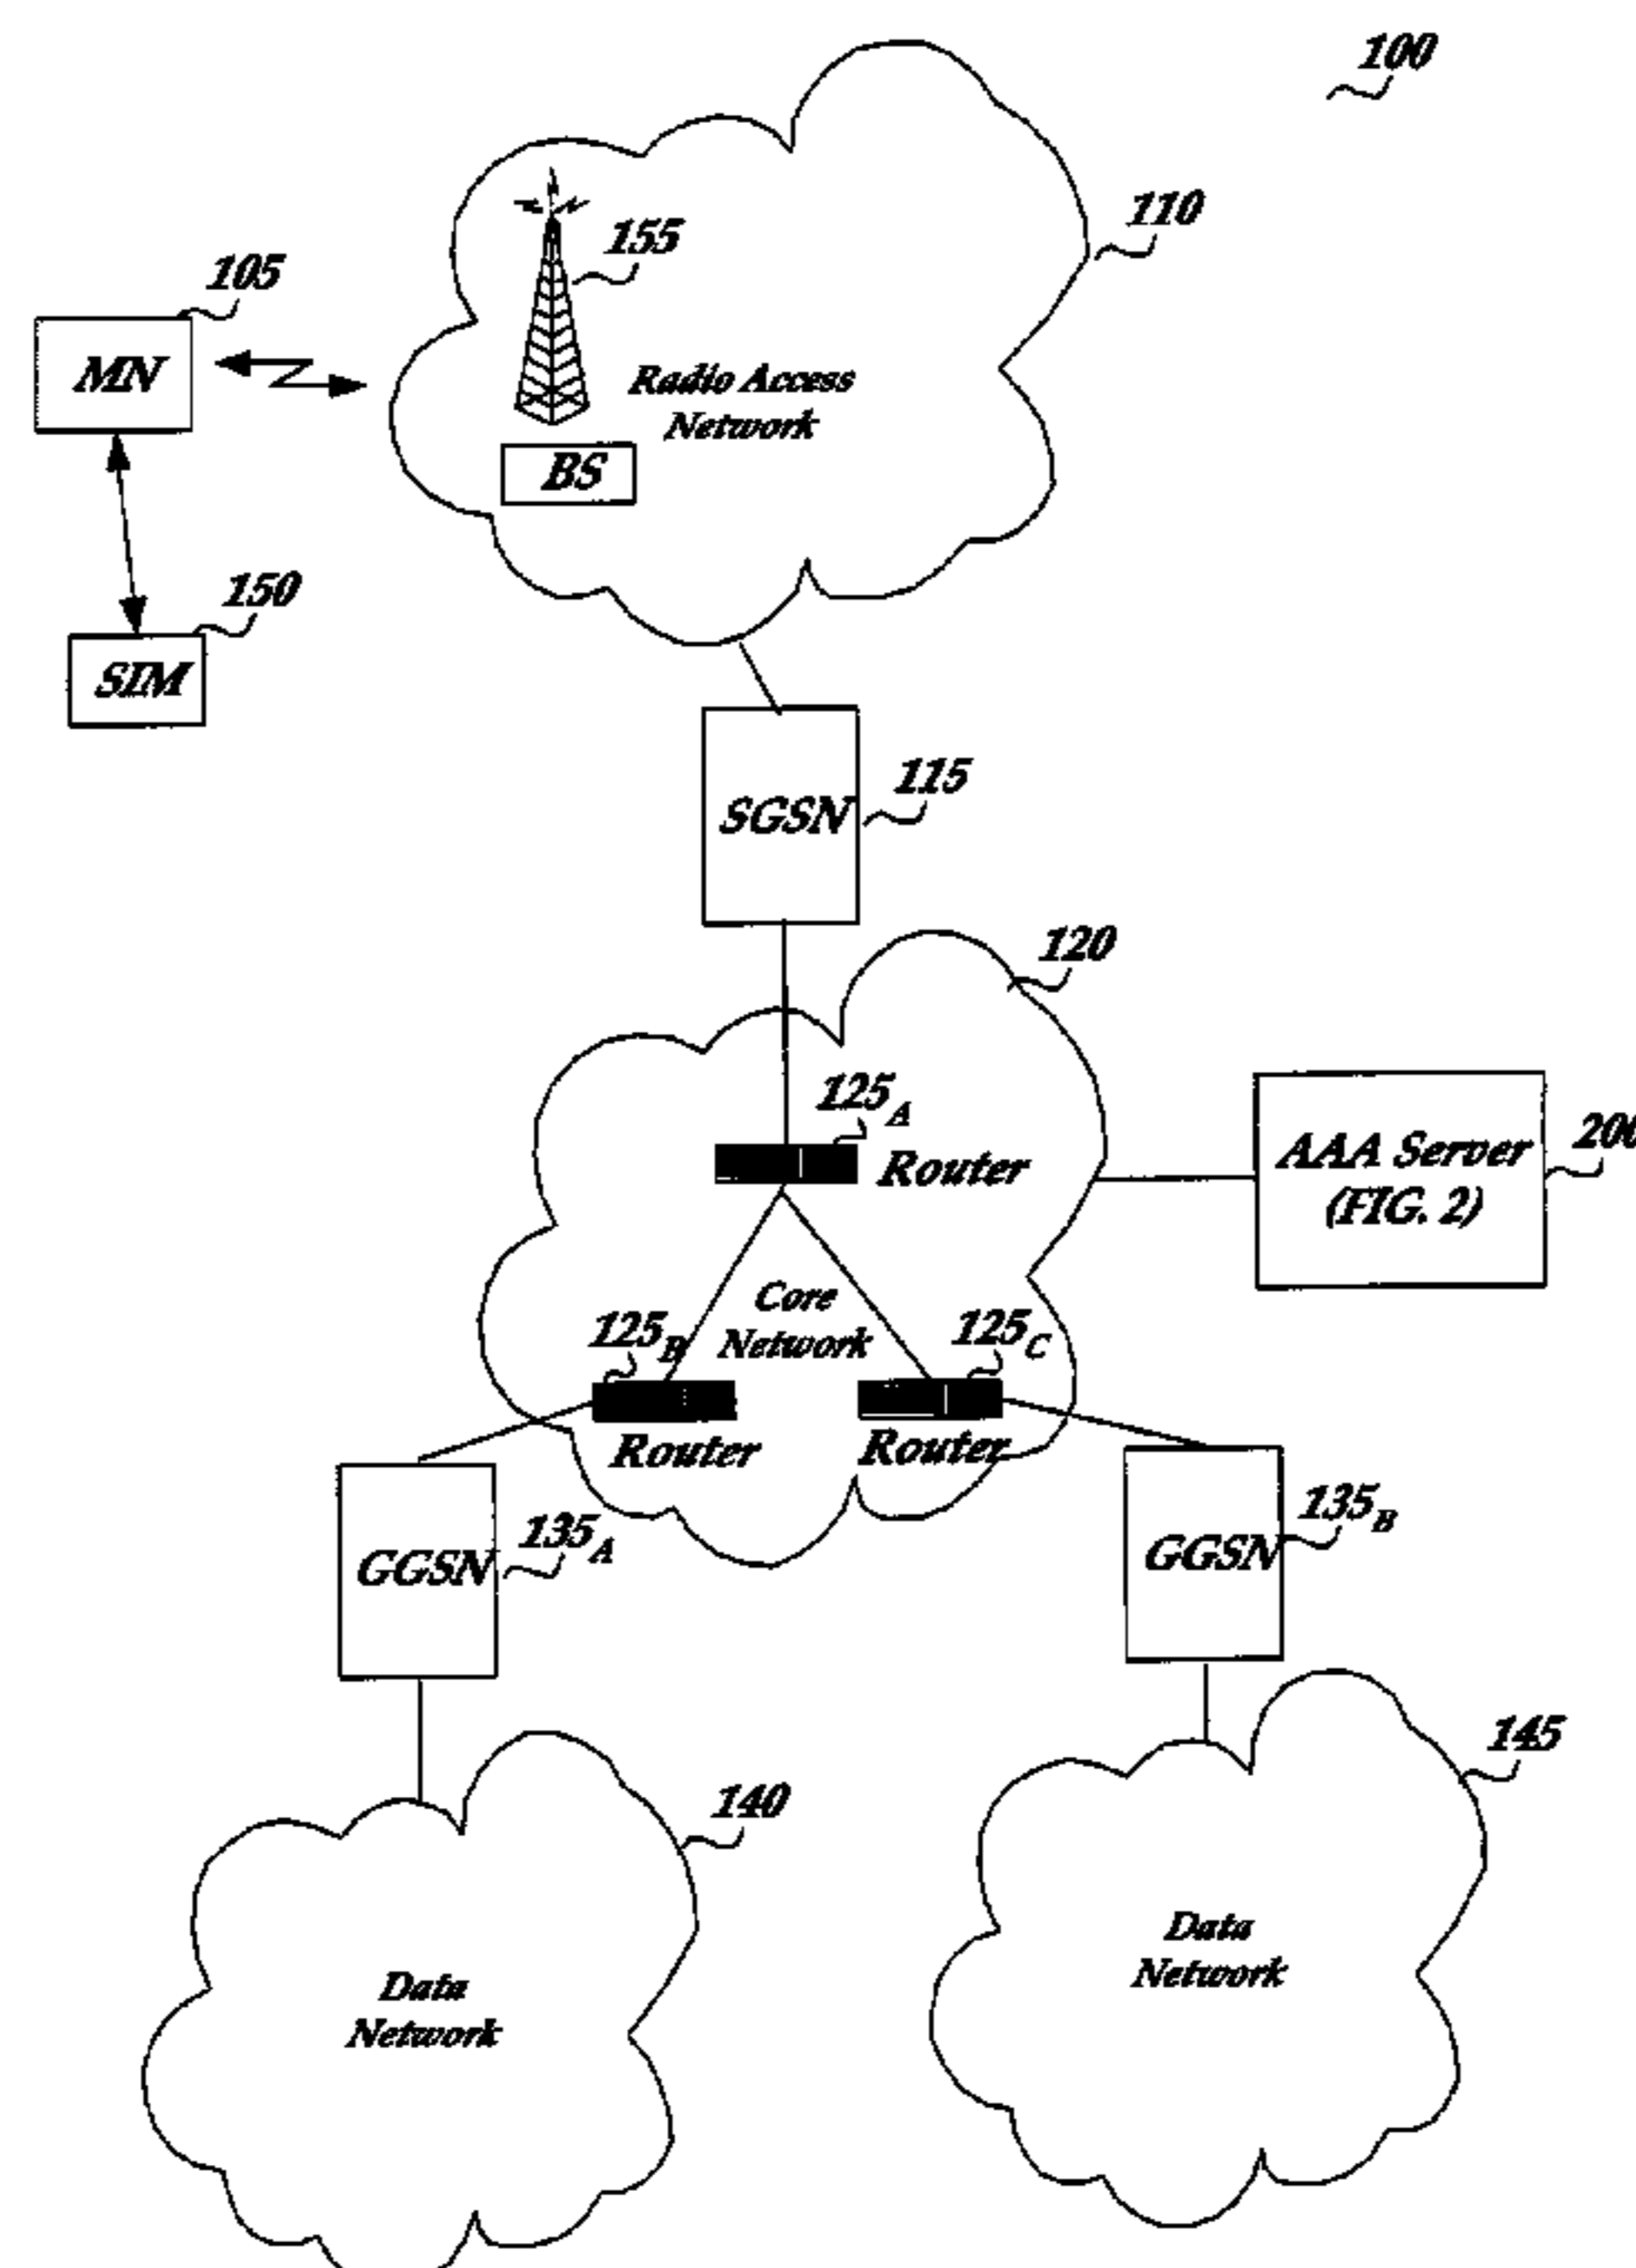 100
110
155
105
MN
Radio Access
Network
BS
150
SIM
115
SGSN
120
125A
Router
AAA Server
(FIG. 2)
200
Core
Network
125B
125C
Router
Router
135A
GGSN
135B
GGSN
145
140
Data
Network
Data
Network